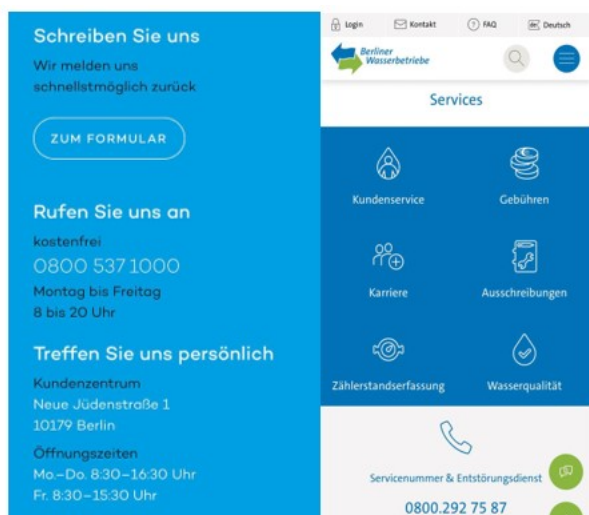 Schreiben Sie uns
Wir melden uns
schnellstmöglich zurück
ZUM FORMULAR
Rufen Sie uns an
kostenfrei
0800 537 1000
Montag bis Freitag
8 bis 20 Uhr
Treffen Sie uns persönlich
Kundenzentrum
Neue Jüdenstraße 1
10179 Berlin
Öffnungszeiten
Mo.–Do. 8:30–16:30 Uhr
Fr. 8:30–15:30 Uhr
Login Kontakt ? FAQ de Deutsch
Berliner
Wasserbetriebe
Services
Kundenservice Gebühren
Karriere Ausschreibungen
Zählerstandserfassung Wasserqualität
Servicenummer & Entstörungsdienst
0800.292 75 87